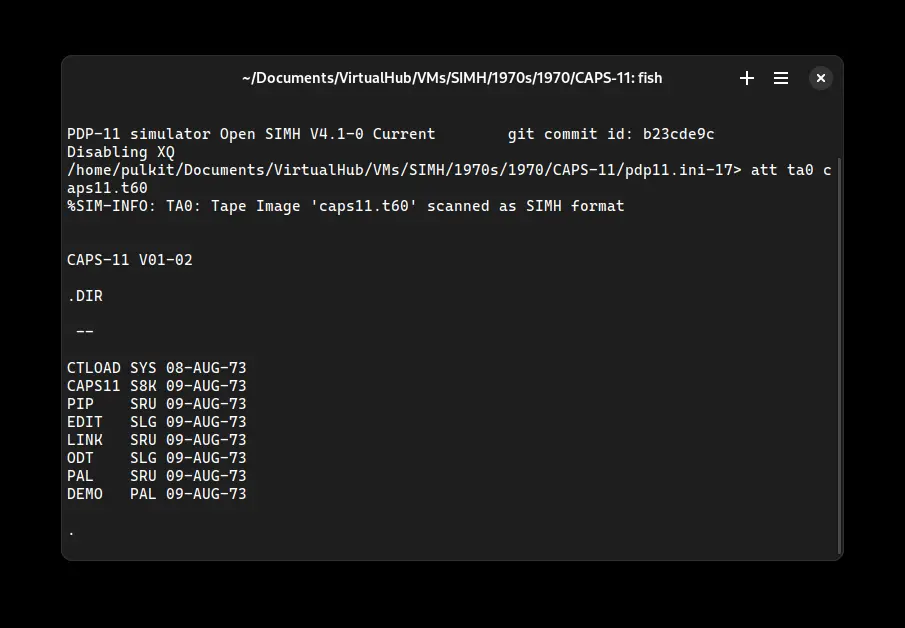 ~/Documents/VirtualHub/VMs/SIMH/1970s/1970/CAPS-11: fish
PDP-11 simulator Open SIMH V4.1-0 Current        git commit id: b23cde9c
Disabling XQ
/home/pulkit/Documents/VirtualHub/VMs/SIMH/1970s/1970/CAPS-11/pdp11.ini-17> att ta0 c
aps11.t60
%SIM-INFO: TA0: Tape Image 'caps11.t60' scanned as SIMH format
CAPS-11 V01-02
.DIR
--
CTLOAD SYS 08-AUG-73
CAPS11 S8K 09-AUG-73
PIP    SRU 09-AUG-73
EDIT   SLG 09-AUG-73
LINK   SRU 09-AUG-73
ODT    SLG 09-AUG-73
PAL    SRU 09-AUG-73
DEMO   PAL 09-AUG-73
.